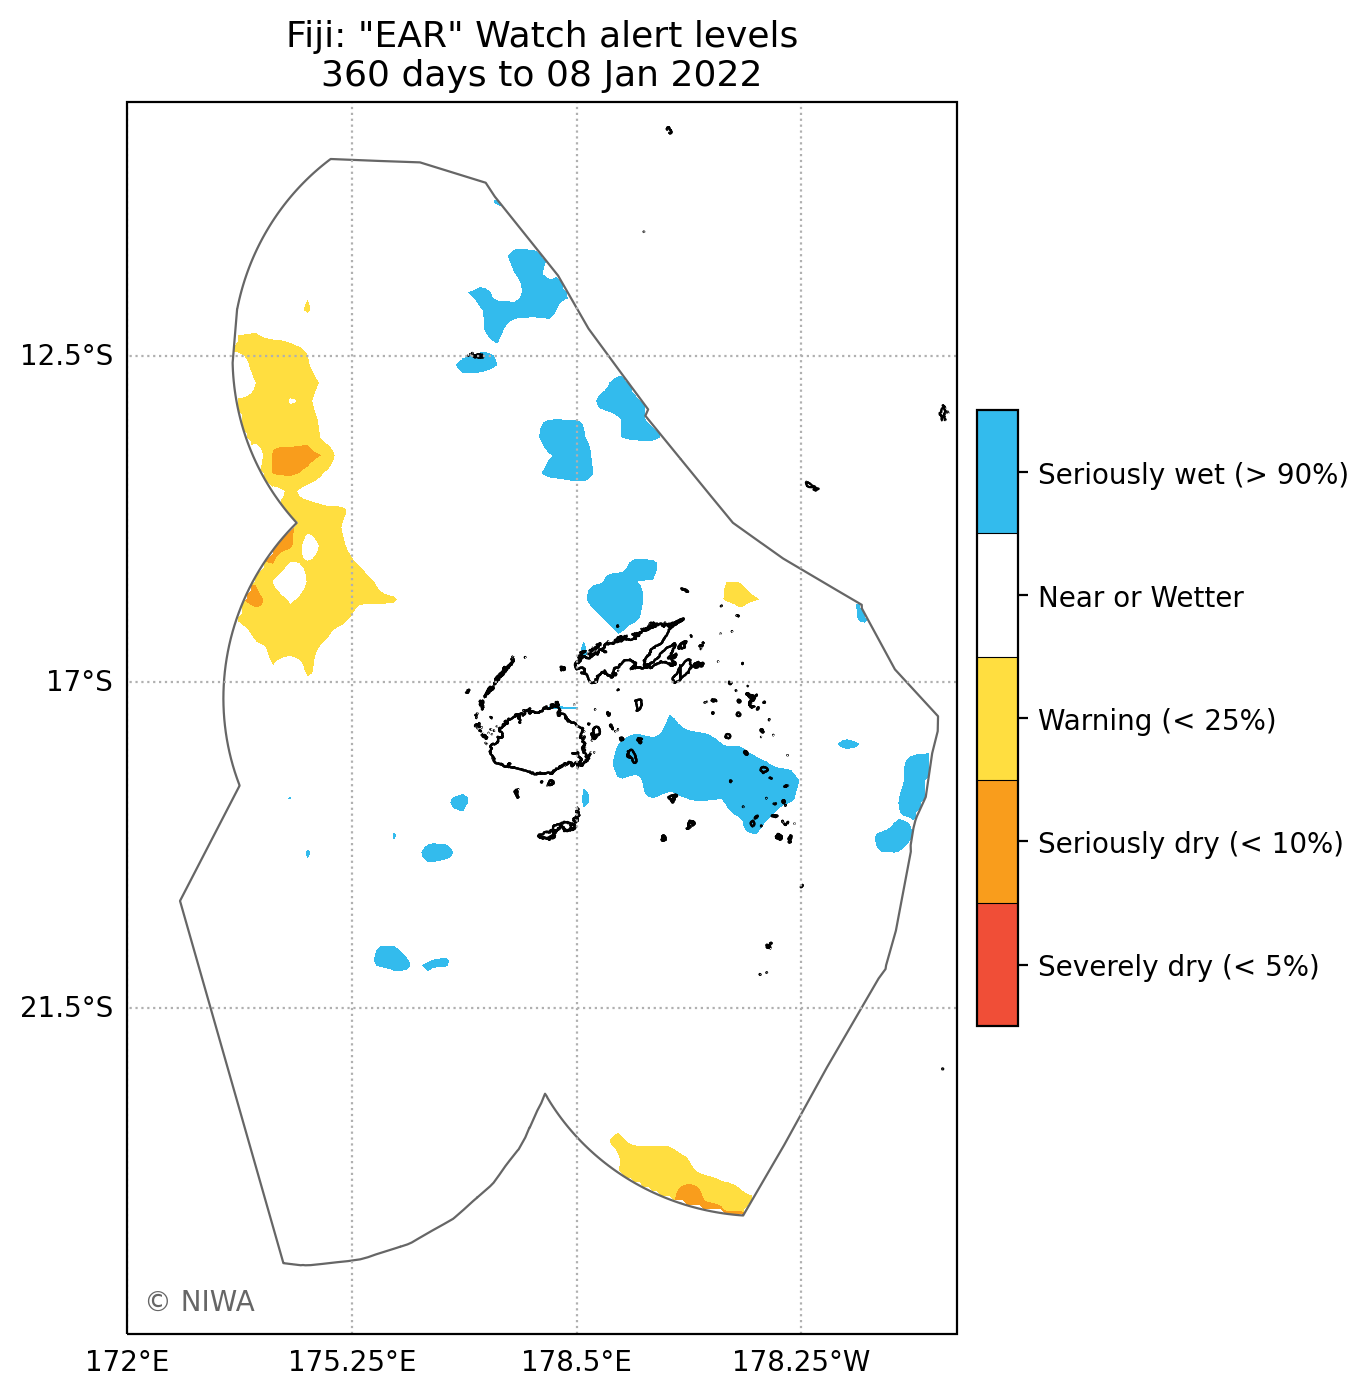 Fiji: "EAR" Watch alert levels
360 days to 08 Jan 2022
12.5°S
17°S
21.5°S
172°E
175.25°E
178.5°E
178.25°W
Seriously wet (> 90%)
Near or Wetter
Warning (< 25%)
Seriously dry (< 10%)
Severely dry (< 5%)
© NIWA